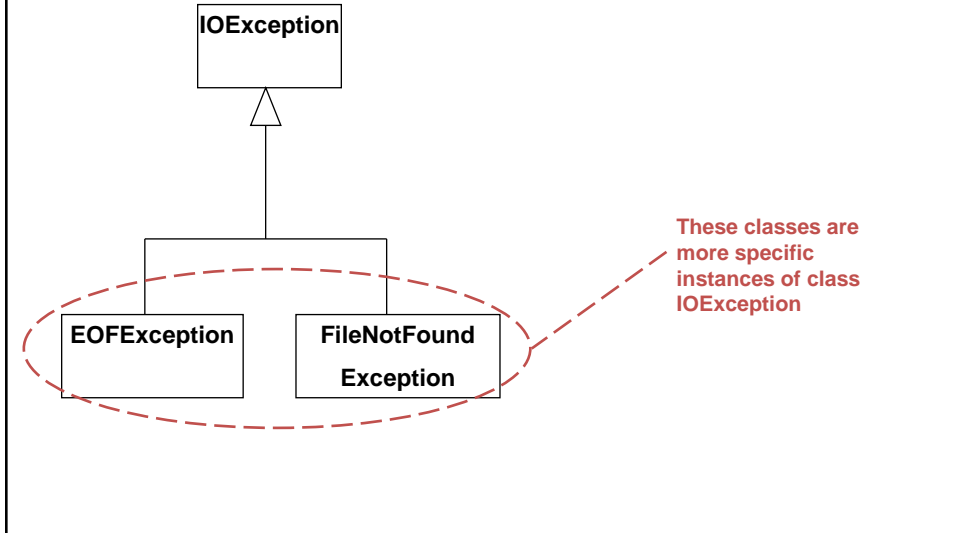 IOException
These classes are
more specific
instances of class
IOException
EOFException
FileNotFound
Exception